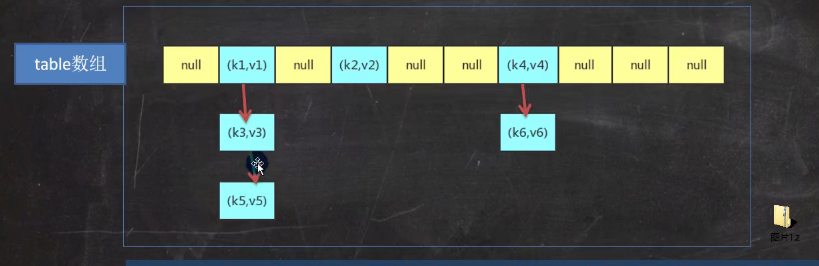 table数组
null (k1,v1) null (k2,v2) null null (k4,v4) null null null
(k3,v3) (k6,v6)
(k5,v5)
图片12